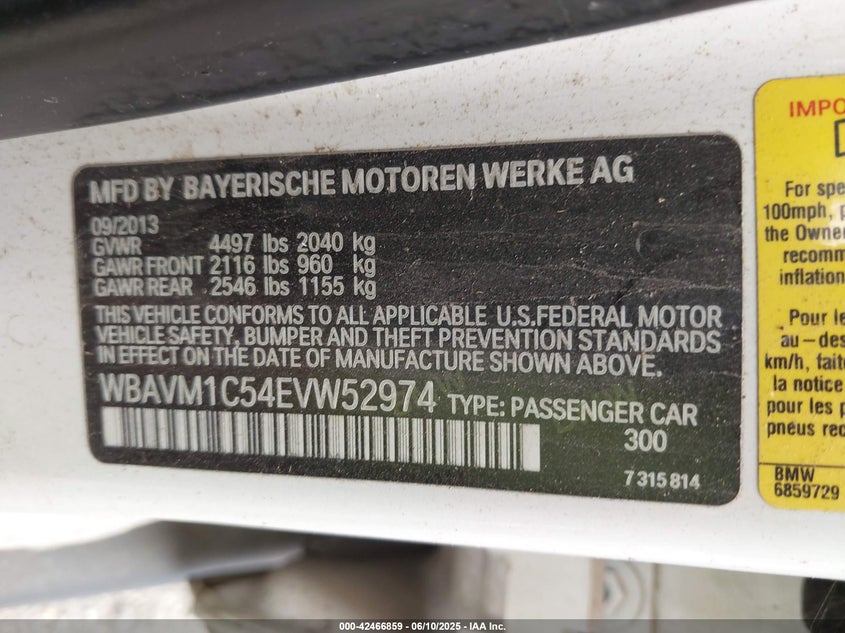 MFD BY BAYERISCHE MOTOREN WERKE AG
09/2013
GVWR 4497 lbs 2040 kg
GAWR FRONT 2116 lbs 960 kg
GAWR REAR 2546 lbs 1155 kg
THIS VEHICLE CONFORMS TO ALL APPLICABLE U.S.FEDERAL MOTOR
VEHICLE SAFETY, BUMPER AND THEFT PREVENTION STANDARDS
IN EFFECT ON THE DATE OF MANUFACTURE SHOWN ABOVE.
WBAVM1C54EVW52974 TYPE: PASSENGER CAR
300
7 315 814
IMPO
For spe
100mph, p
the Owner
recomm
inflation
Pour le
au-des
km/h, faite
la notice
pour les p
pneus rec
BMW
6859729
000-42466859 - 06/10/2025 - IAA Inc.